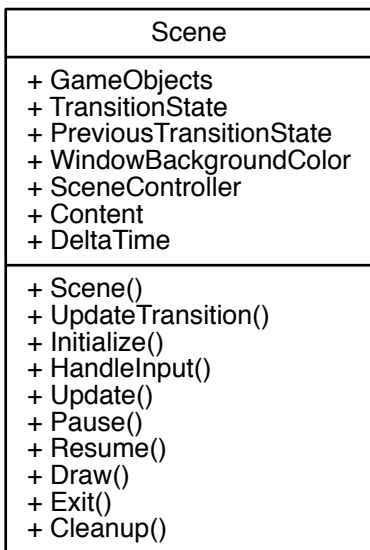 Scene
+ GameObjects
+ TransitionState
+ PreviousTransitionState
+ WindowBackgroundColor
+ SceneController
+ Content
+ DeltaTime
+ Scene()
+ UpdateTransition()
+ Initialize()
+ HandleInput()
+ Update()
+ Pause()
+ Resume()
+ Draw()
+ Exit()
+ Cleanup()